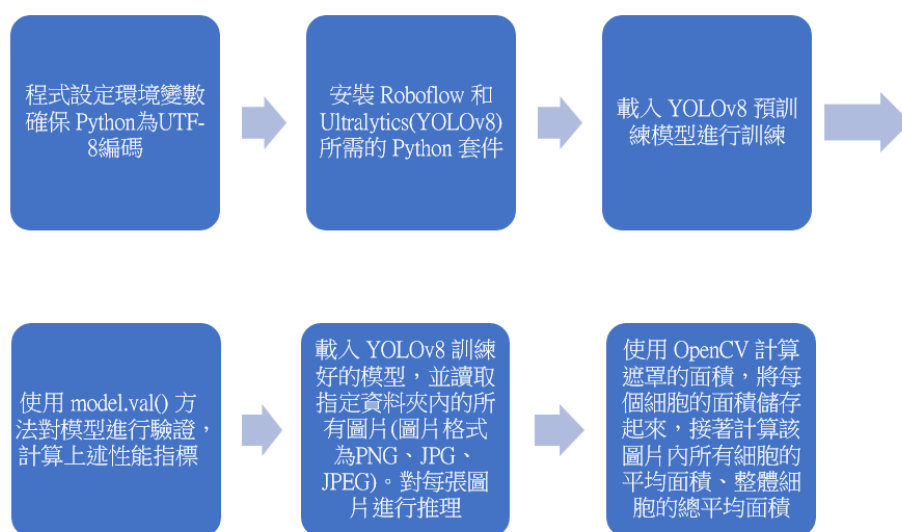 程式設定環境變數
確保 Python為UTF-
8編碼
安裝 Roboflow 和
Ultralytics(YOLOv8)
所需的 Python 套件
載入 YOLOv8 預訓
練模型進行訓練
使用 model.val() 方
法對模型進行驗證，
計算上述性能指標
載入 YOLOv8 訓練
好的模型，並讀取
指定資料夾內的所
有圖片(圖片格式
為PNG、JPG、
JPEG)。對每張圖
片進行推理
使用 OpenCV 計算
遮罩的面積，將每
個細胞的面積儲存
起來，接著計算該
圖片內所有細胞的
平均面積、整體細
胞的總平均面積